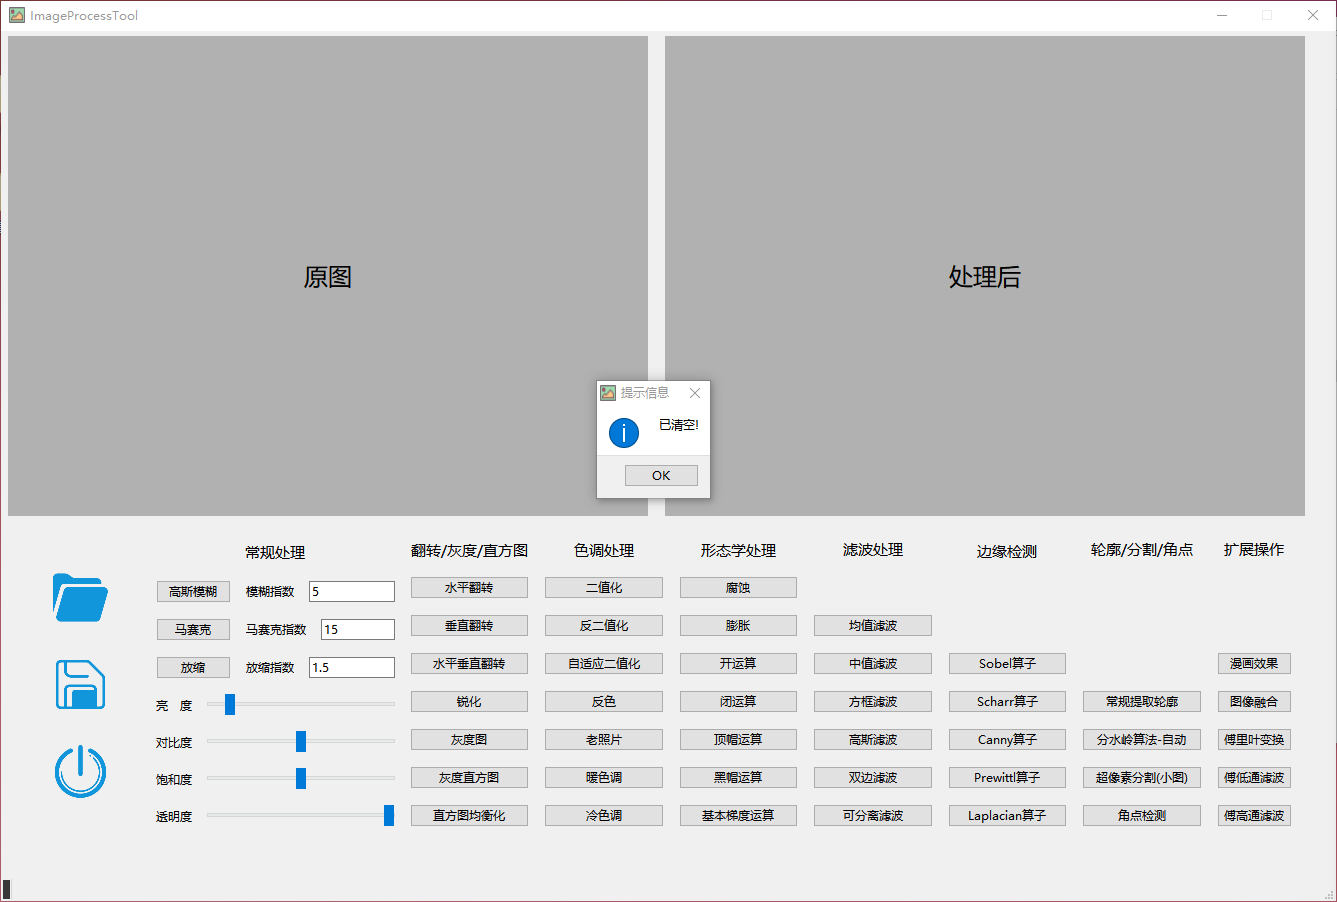 ImageProcessTool
原图
处理后
提示信息
已清空!
OK
常规处理
翻转/灰度/直方图
色调处理
形态学处理
滤波处理
边缘检测
轮廓/分割/角点
扩展操作
高斯模糊 模糊指数 5
水平翻转
二值化
腐蚀
马赛克 马赛克指数 15
垂直翻转
反二值化
膨胀
均值滤波
放缩 放缩指数 1.5
水平垂直翻转
自适应二值化
开运算
中值滤波
Sobel算子
漫画效果
亮 度
锐化
反色
闭运算
方框滤波
Scharr算子
常规提取轮廓
图像融合
对比度
灰度图
老照片
顶帽运算
高斯滤波
Canny算子
分水岭算法-自动
傅里叶变换
饱和度
灰度直方图
暖色调
黑帽运算
双边滤波
Prewittl算子
超像素分割(小图)
傅低通滤波
透明度
直方图均衡化
冷色调
基本梯度运算
可分离滤波
Laplacian算子
角点检测
傅高通滤波